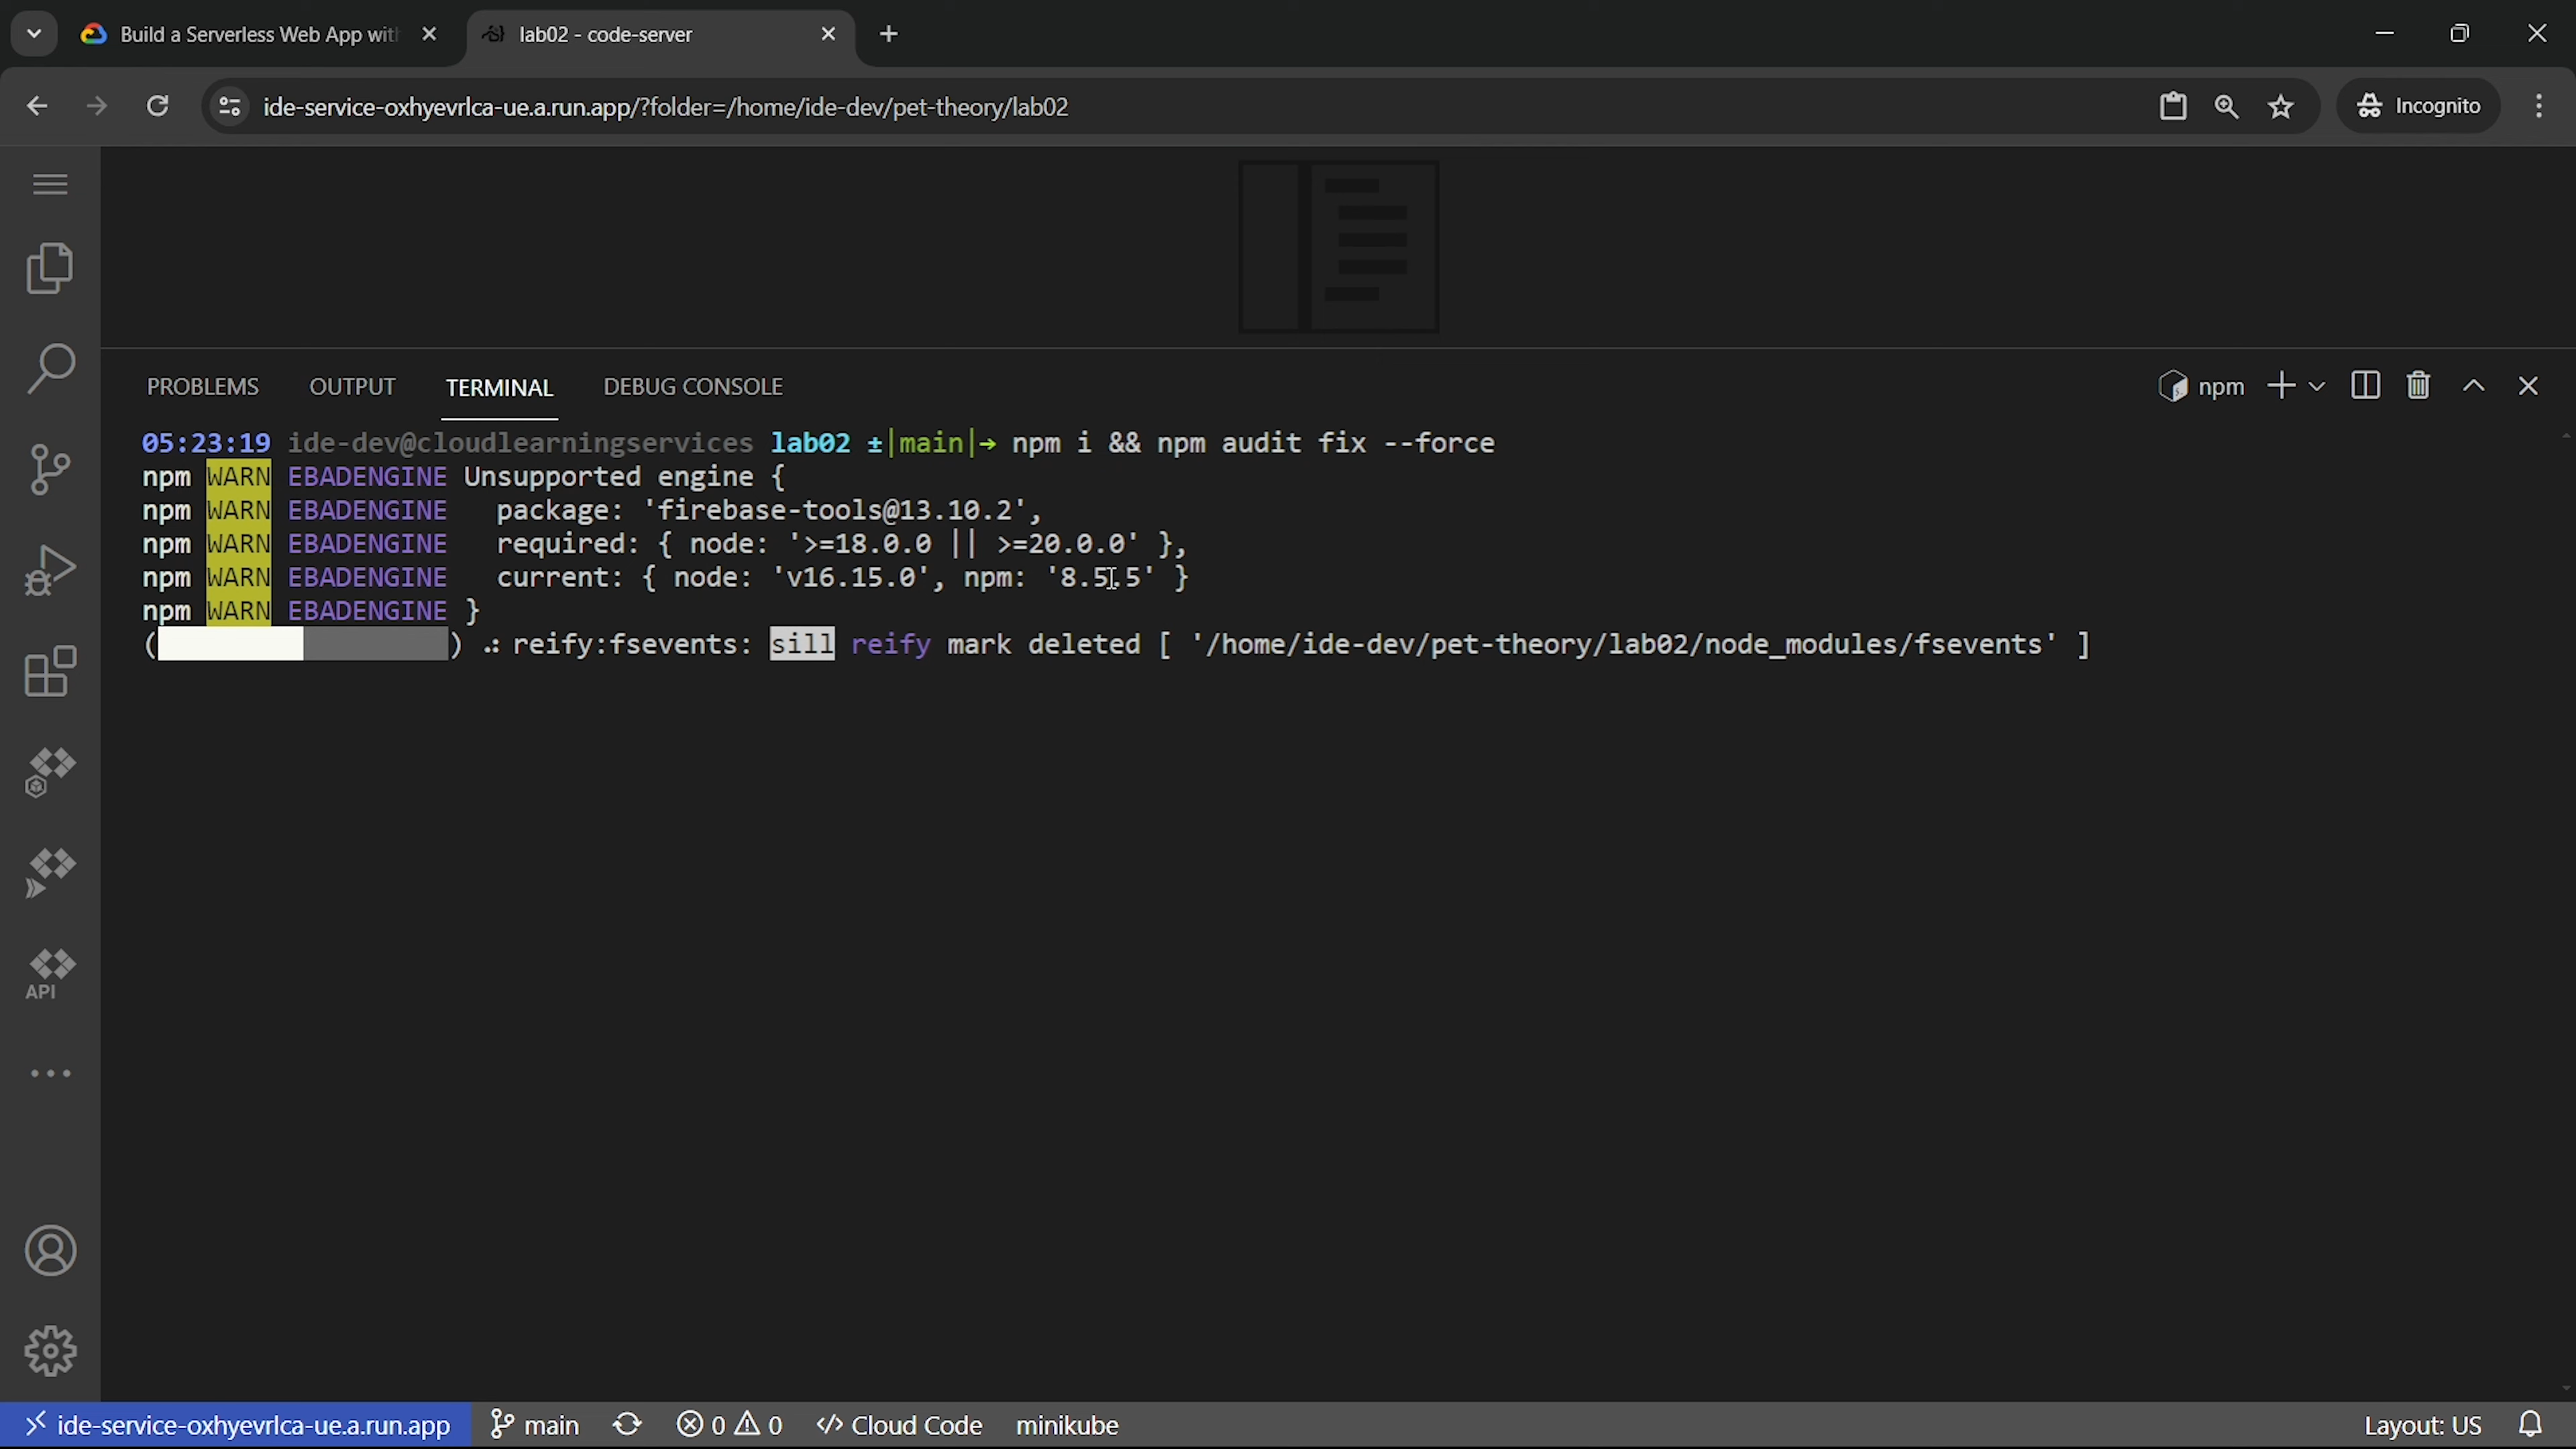 Build a Serverless Web App with
lab02 - code-server
ide-service-oxhyevrlca-ue.a.run.app/?folder=/home/ide-dev/pet-theory/lab02
Incognito
PROBLEMS OUTPUT TERMINAL DEBUG CONSOLE
npm
05:23:19 ide-dev@cloudlearningservices lab02 ±|main|→ npm i && npm audit fix --force
npm WARN EBADENGINE Unsupported engine {
npm WARN EBADENGINE   package: 'firebase-tools@13.10.2',
npm WARN EBADENGINE   required: { node: '>=18.0.0 || >=20.0.0' },
npm WARN EBADENGINE   current: { node: 'v16.15.0', npm: '8.5.5' }
npm WARN EBADENGINE }
( ) ⠴ reify:fsevents: sill reify mark deleted [ '/home/ide-dev/pet-theory/lab02/node_modules/fsevents' ]
API
ide-service-oxhyevrlca-ue.a.run.app main 0 0 </> Cloud Code minikube
Layout: US